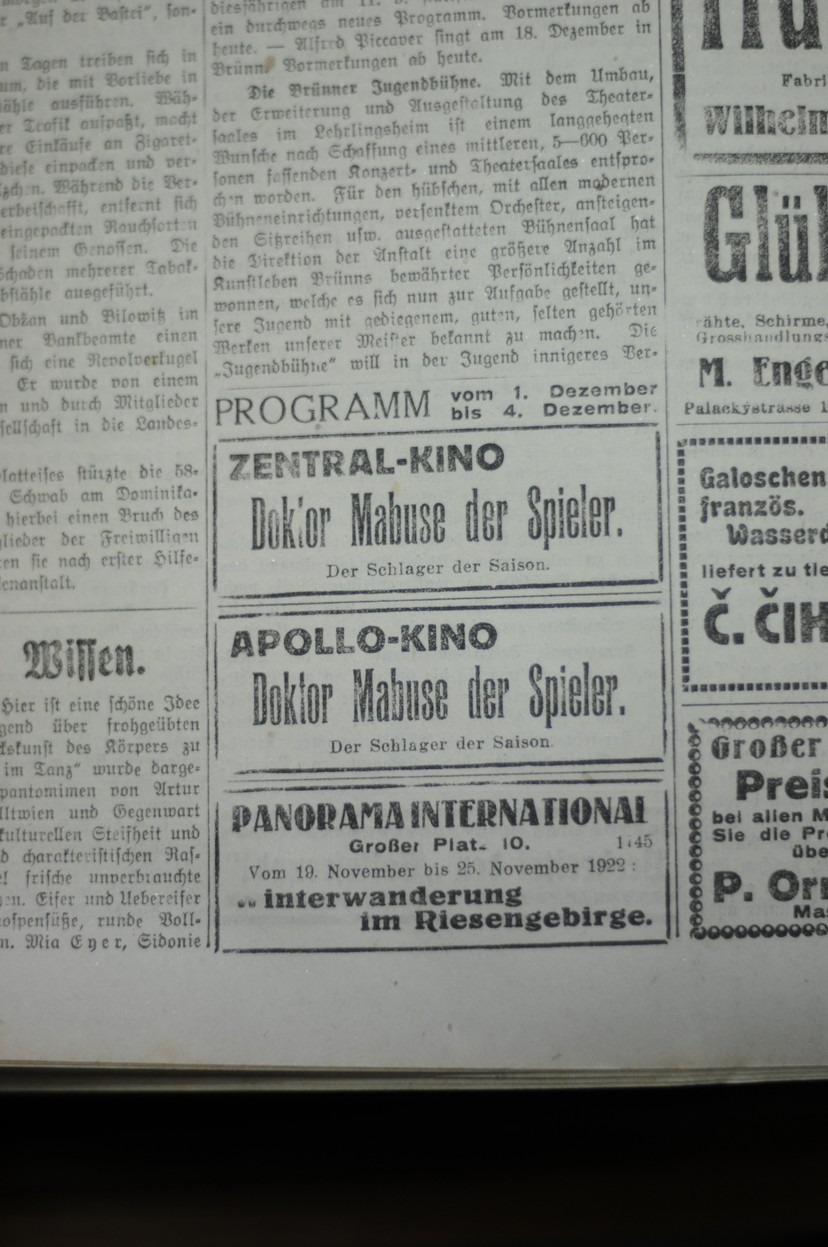 „Auf der Bastei", son-
n Tagen treiben sich in
um, die mit Vorliebe in
ähle ausführen. Wäh-
er Trafik aufpaßt, macht
re Einkäufe an Zigaret-
diese einpacken und ver-
Während die Ver-
erbeischafft, entfernt sich
eingepackten Rauchsorten
seinem Genossen. Die
Schaden mehrerer Tabak-
bstähle ausgeführt.
Obžan und Bilowitz im
ner Bankbeamte einen
sich eine Revolverkugel
Er wurde von einem
n und durch Mitglieder
sellschaft in die Landes-
latteises stürzte die 58-
Schwab am Dominika-
hierbei einen Bruch des
glieder der Freiwilligen
en sie nach erster Hilfe-
enanstalt.
Wissen.
Hier ist eine schöne Idee
gend über frohgeübten
kskunst des Körpers zu
im Tanz" wurde darge-
pantomimen von Artur
lltwien und Gegenwart
kulturellen Steifheit und
d charakteristischen Ras-
frische unverbrauchte
Eifer und Uebereifer
ospenfüße, runde Voll-
n. Mia Eyer, Sidonie
diesjährigen am 11.
ein durchwegs neues Programm. Vormerkungen ab
heute. — Alfred Piccaver singt am 18. Dezember in
Brünn. Vormerkungen ab heute.
Die Brünner Jugendbühne. Mit dem Umbau,
der Erweiterung und Ausgestaltung des Theater-
saales im Lehrlingsheim ist einem langgehegten
Wunsche nach Schaffung eines mittleren, 5—600 Per-
sonen fassenden Konzert- und Theatersaales entspro-
chen worden. Für den hübschen, mit allen modernen
Bühneneinrichtungen, versenktem Orchester, ansteigen-
den Sitzreihen usw. ausgestatteten Bühnensaal hat
die Direktion der Anstalt eine größere Anzahl im
Kunstleben Brünns bewährter Persönlichkeiten ge-
wonnen, welche es sich nun zur Aufgabe gestellt, un-
sere Jugend mit gediegenem, guten, selten gehörten
Werken unserer Meister bekannt zu machen. Die
„Jugendbühne" will in der Jugend innigeres Ver-
PROGRAMM vom 1. Dezember
bis 4. Dezember.
ZENTRAL-KINO
Doktor Mabuse der Spieler.
Der Schlager der Saison.
APOLLO-KINO
Doktor Mabuse der Spieler.
Der Schlager der Saison.
PANORAMA INTERNATIONAL
Großer Platz 10. 1145
Vom 19. November bis 25. November 1922:
interwanderung
im Riesengebirge.
Fabri
Wilhelm
Glü
ähte, Schirme,
Grosshandlungs
M. Enge
Palackýstrasse 1
Galoschen
französ.
Wasserd
liefert zu tie
Č. ČIH
Großer
Preis
bei allen M
Sie die Pr
übe
P. Orn
Ma